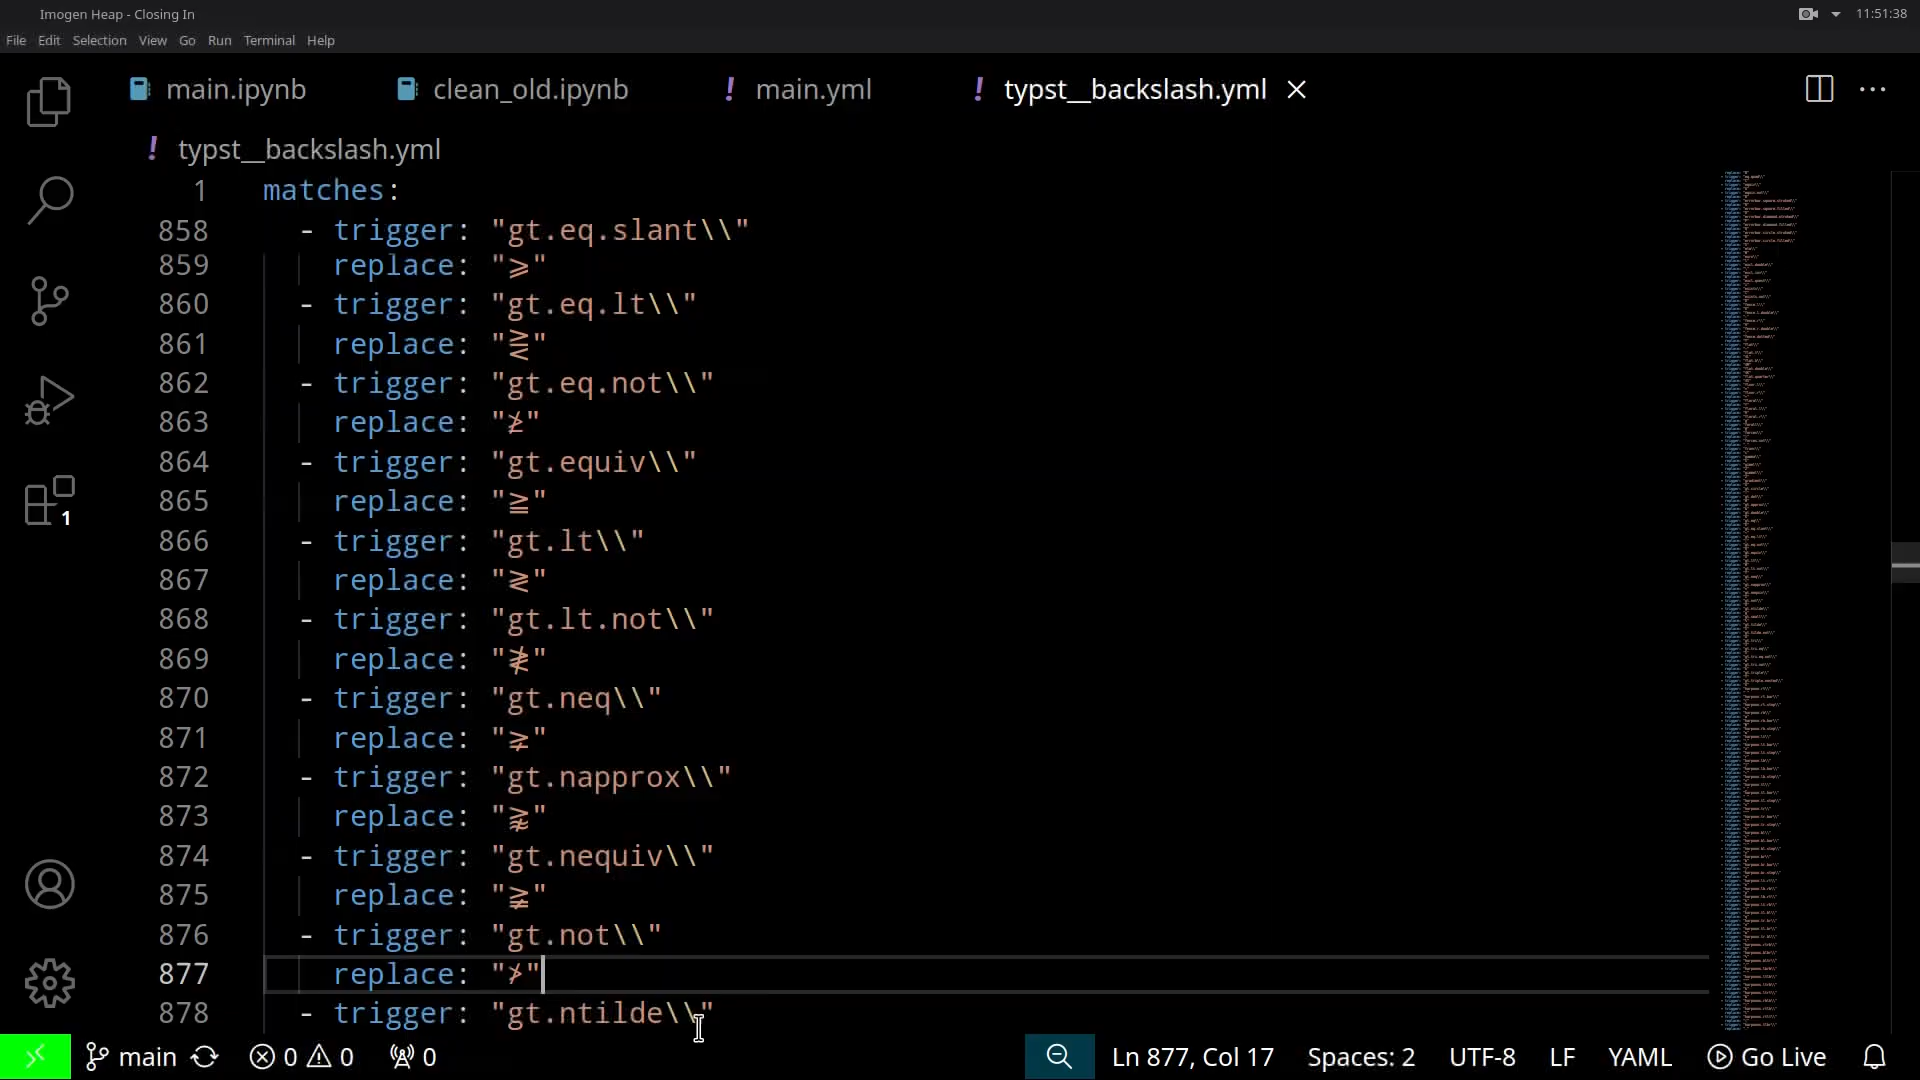 Imogen Heap - Closing In
11:51:38
File Edit Selection View Go Run Terminal Help
main.ipynb clean_old.ipynb ! main.yml ! typst__backslash.yml
! typst__backslash.yml
1 matches:
858 - trigger: "gt.eq.slant\\"
859 replace: "⩾"
860 - trigger: "gt.eq.lt\\"
861 replace: "⋛"
862 - trigger: "gt.eq.not\\"
863 replace: "≱"
864 - trigger: "gt.equiv\\"
865 replace: "≧"
866 - trigger: "gt.lt\\"
867 replace: "≷"
868 - trigger: "gt.lt.not\\"
869 replace: "≹"
870 - trigger: "gt.neq\\"
871 replace: "⪈"
872 - trigger: "gt.napprox\\"
873 replace: "⪊"
874 - trigger: "gt.nequiv\\"
875 replace: "≩"
876 - trigger: "gt.not\\"
877 replace: "≯"
878 - trigger: "gt.ntilde\\"
1
main 0 0 0 Ln 877, Col 17 Spaces: 2 UTF-8 LF YAML Go Live